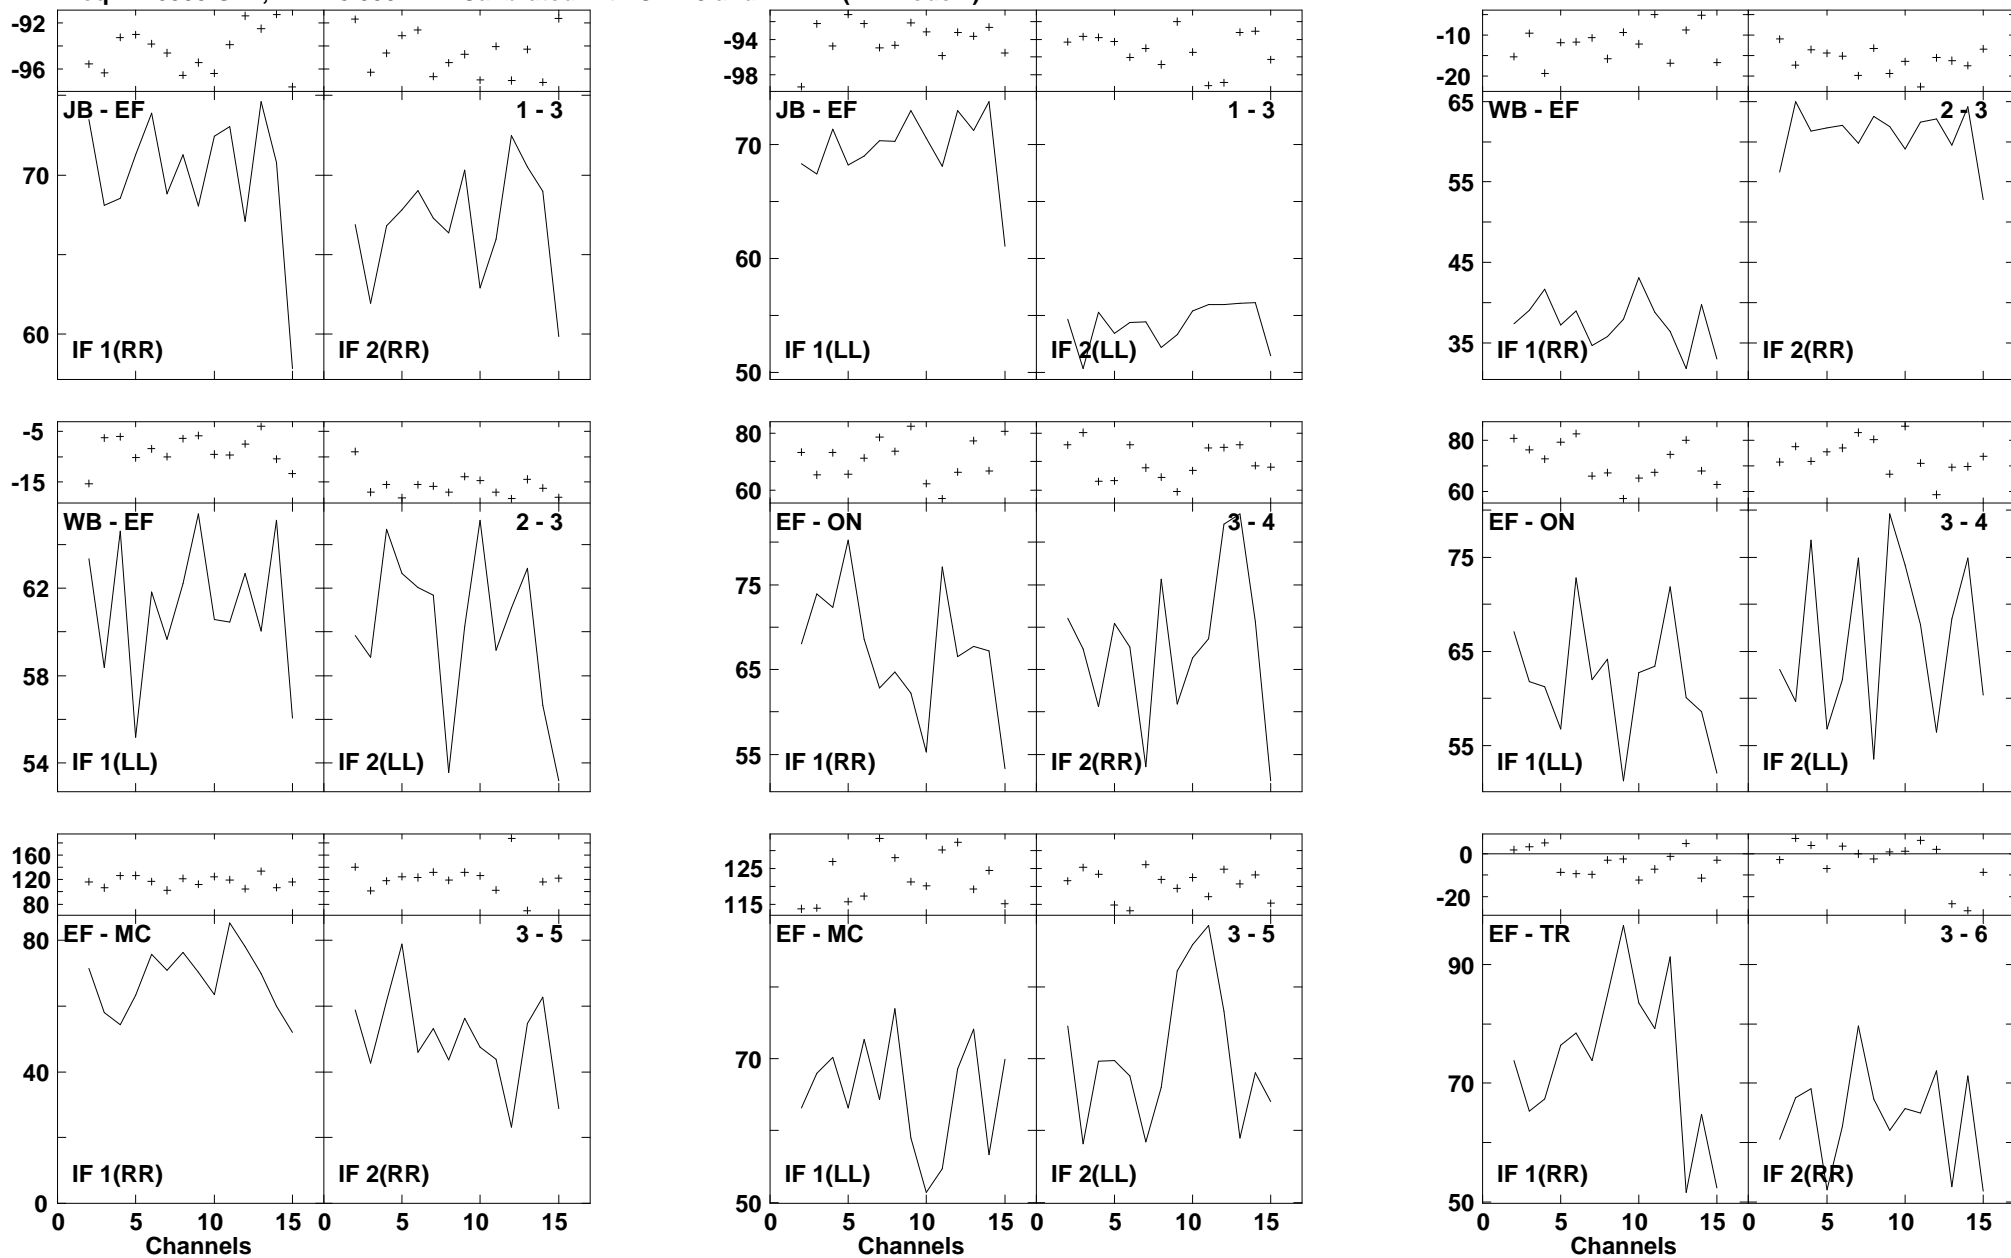 -92
-96
JB - EF
1 - 3
70
60
IF 1(RR)
IF 2(RR)
-94
-98
JB - EF
1 - 3
70
60
50
IF 1(LL)
IF 2(LL)
-10
-20
WB - EF
2 - 3
65
55
45
35
IF 1(RR)
IF 2(RR)
-5
-15
WB - EF
2 - 3
62
58
54
IF 1(LL)
IF 2(LL)
80
60
EF - ON
3 - 4
75
65
55
IF 1(RR)
IF 2(RR)
80
60
EF - ON
3 - 4
75
65
55
IF 1(LL)
IF 2(LL)
160
120
80
EF - MC
3 - 5
80
40
0
IF 1(RR)
IF 2(RR)
0 5 10 15 0 5 10 15
Channels
125
115
EF - MC
3 - 5
70
50
IF 1(LL)
IF 2(LL)
0 5 10 15 0 5 10 15
Channels
0
-20
EF - TR
3 - 6
90
70
50
IF 1(RR)
IF 2(RR)
0 5 10 15 0 5 10 15
Channels